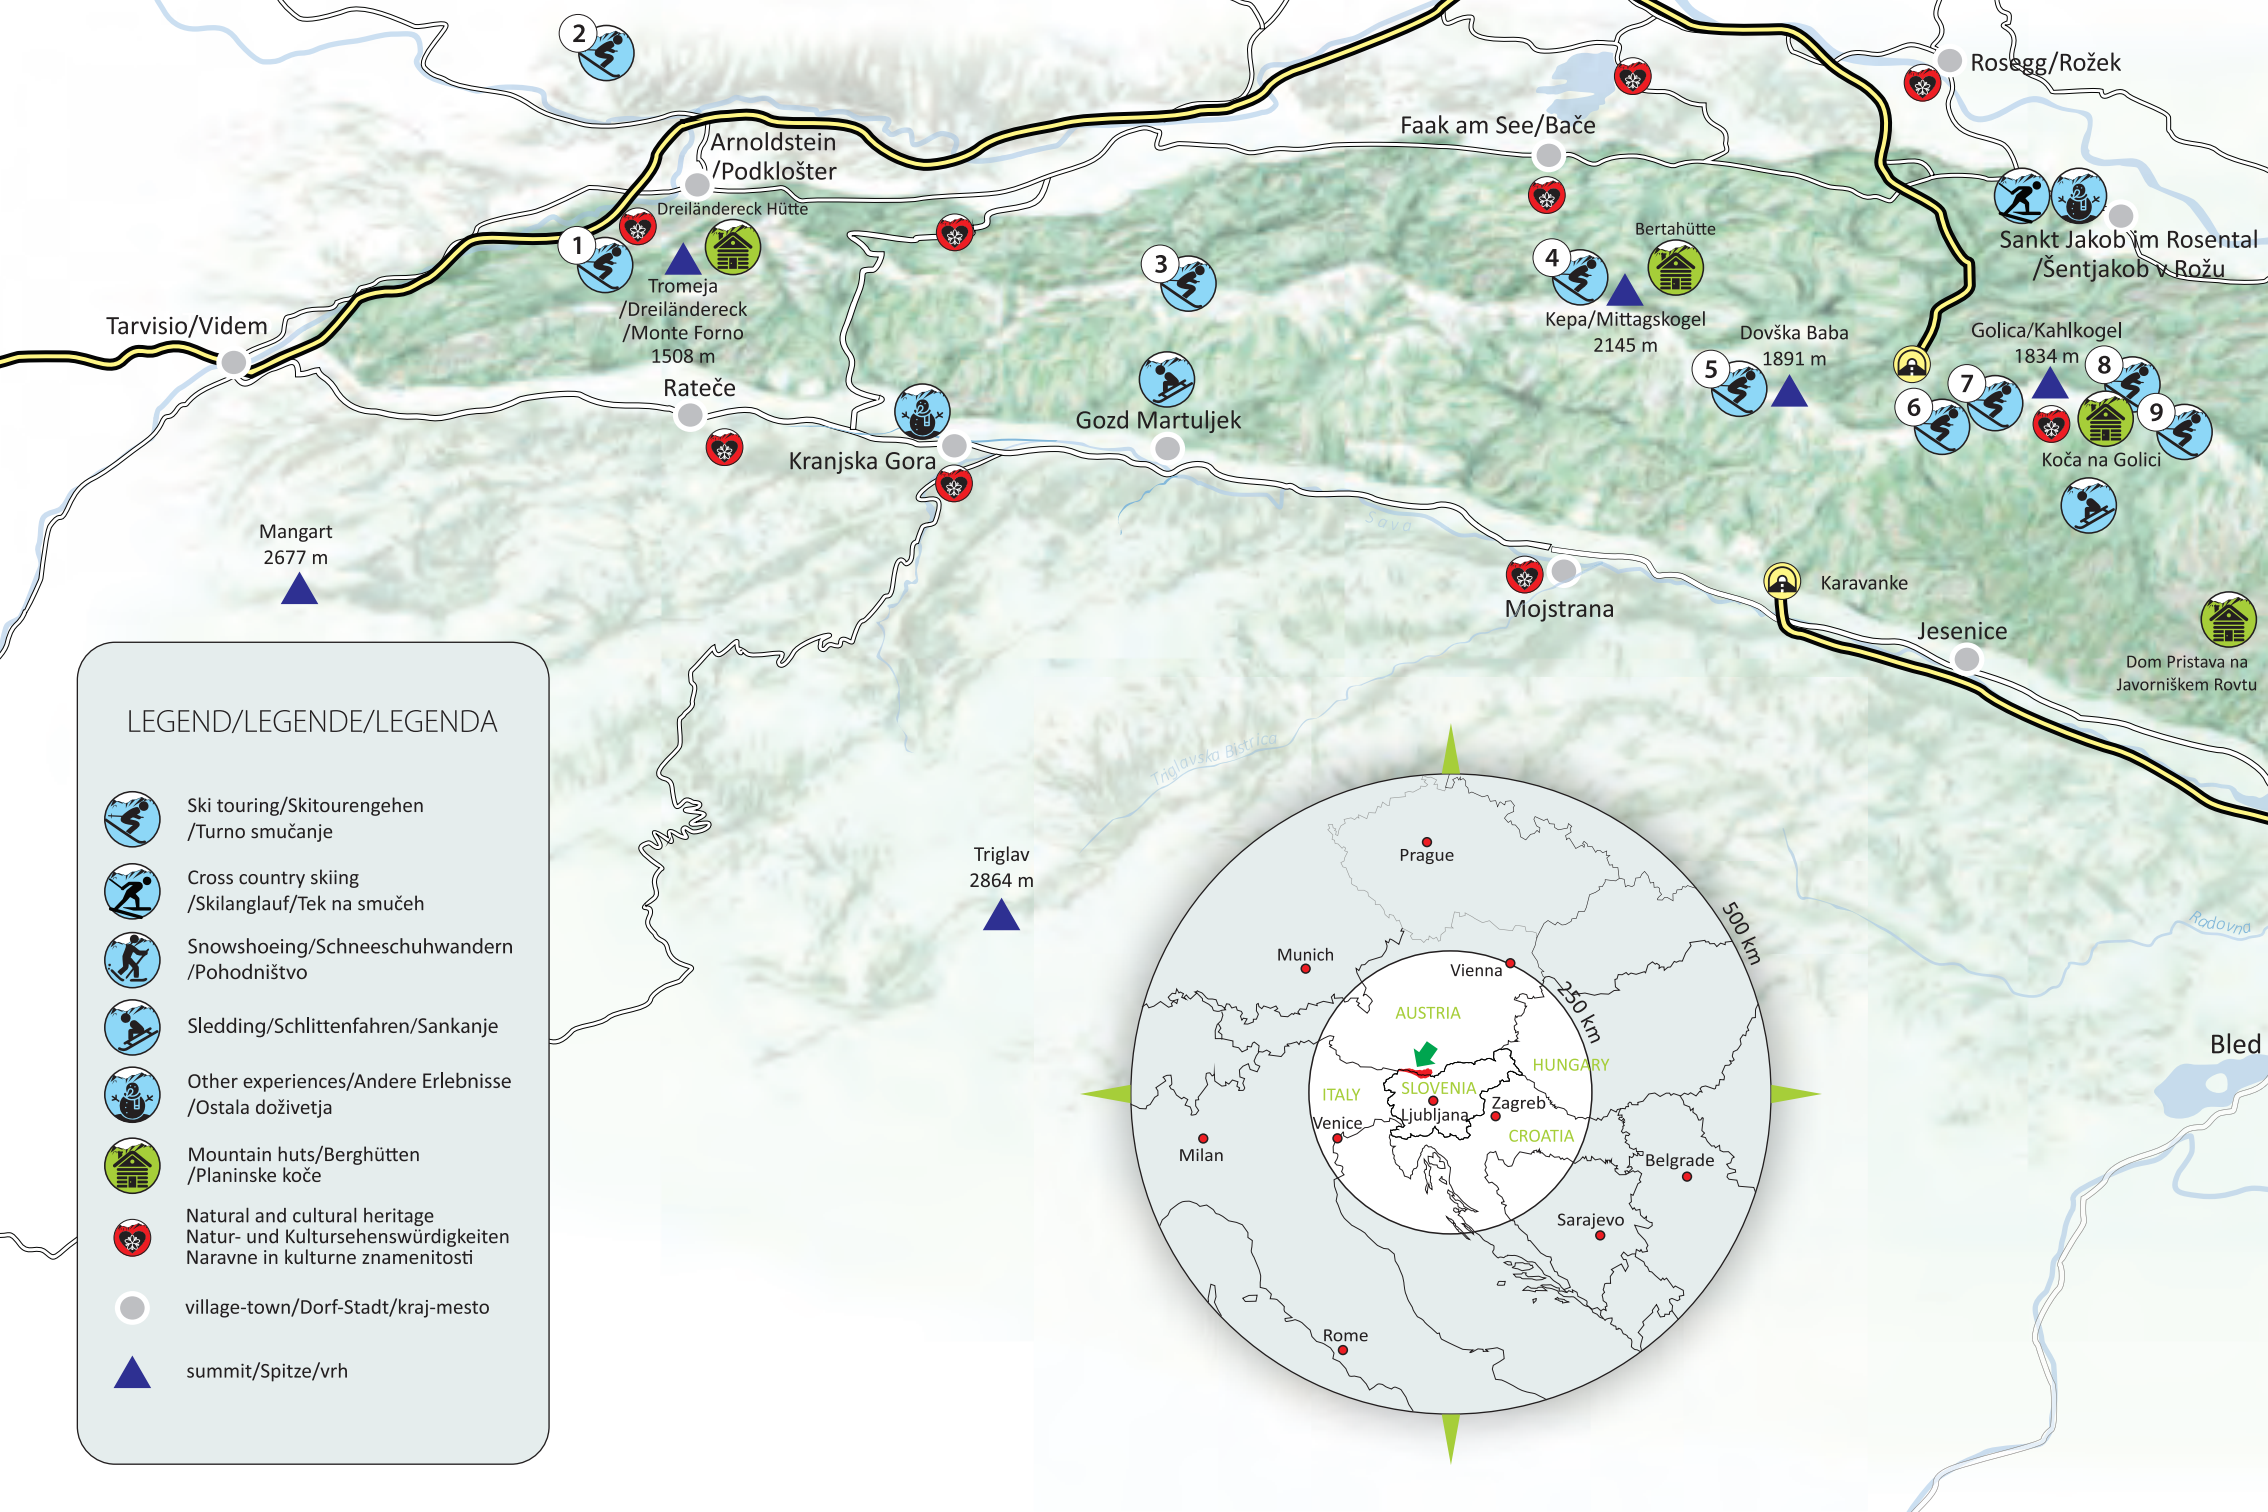 2
Rosegg/Rožek
Arnoldstein
/Podklošter
Faak am See/Bače
Dreiländereck Hütte
1
Tromeja
/Dreiländereck
/Monte Forno
1508 m
3
4
Bertahütte
Kepa/Mittagskogel
2145 m
Sankt Jakob im Rosental
/Šentjakob v Rožu
Tarvisio/Videm
Dovška Baba
1891 m
5
Golica/Kahlkogel
1834 m
6
7
8
9
Koča na Golici
Rateče
Kranjska Gora
Gozd Martuljek
Sava
Mangart
2677 m
Mojstrana
Karavanke
Jesenice
Dom Pristava na
Javorniškem Rovtu
Triglavska Bistrica
Triglav
2864 m
Radovna
Bled
LEGEND/LEGENDE/LEGENDA
Ski touring/Skitourengehen
/Turno smučanje
Cross country skiing
/Skilanglauf/Tek na smučeh
Snowshoeing/Schneeschuhwandern
/Pohodništvo
Sledding/Schlittenfahren/Sankanje
Other experiences/Andere Erlebnisse
/Ostala doživetja
Mountain huts/Berghütten
/Planinske koče
Natural and cultural heritage
Natur- und Kultursehenswürdigkeiten
Naravne in kulturne znamenitosti
village-town/Dorf-Stadt/kraj-mesto
summit/Spitze/vrh
Prague
500 km
Munich
Vienna
250 km
AUSTRIA
HUNGARY
ITALY
SLOVENIA
Ljubljana
Zagreb
Venice
CROATIA
Milan
Belgrade
Sarajevo
Rome